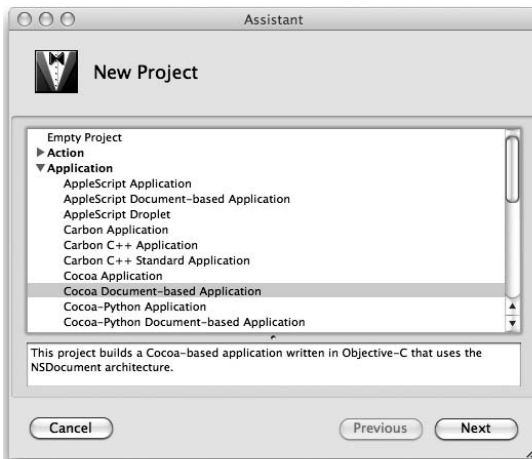 Assistant
New Project
Empty Project
Action
Application
AppleScript Application
AppleScript Document-based Application
AppleScript Droplet
Carbon Application
Carbon C++ Application
Carbon C++ Standard Application
Cocoa Application
Cocoa Document-based Application
Cocoa-Python Application
Cocoa-Python Document-based Application
This project builds a Cocoa-based application written in Objective-C that uses the
NSDocument architecture.
Cancel Previous Next